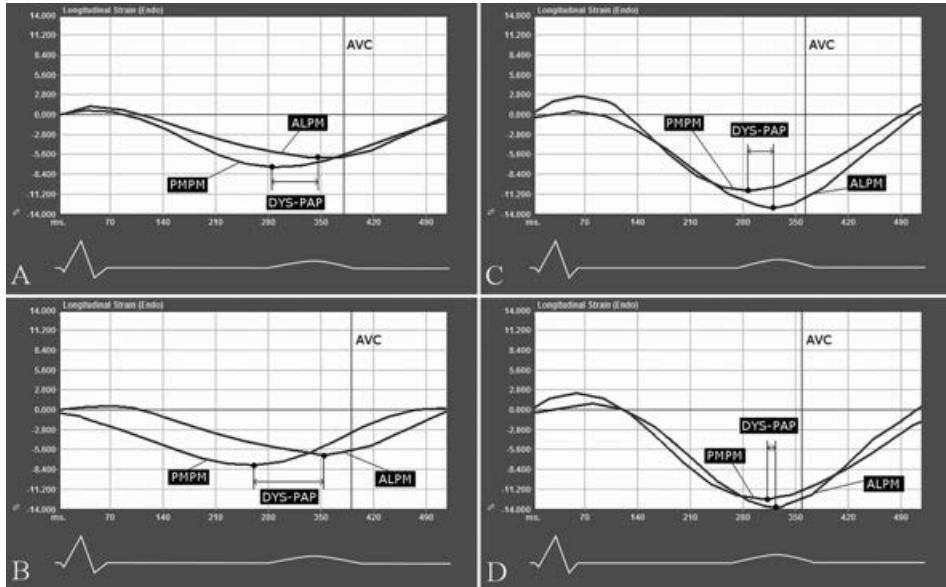 Longitudinal Strain (Endo)
14.000
11.200
8.400
5.600
2.800
0.000
-2.800
-5.600
-8.400
-11.200
-14.000
AVC
ALPM
PMPM
DYS-PAP
ms. 70 140 210 280 350 420 490
A
Longitudinal Strain (Endo)
14.000
11.200
8.400
5.600
2.800
0.000
-2.800
-5.600
-8.400
-11.200
-14.000
AVC
DYS-PAP
PMPM
ALPM
ms. 70 140 210 280 350 420 490
C
Longitudinal Strain (Endo)
14.000
11.200
8.400
5.600
2.800
0.000
-2.800
-5.600
-8.400
-11.200
-14.000
AVC
PMPM
ALPM
DYS-PAP
ms. 70 140 210 280 350 420 490
B
Longitudinal Strain (Endo)
14.000
11.200
8.400
5.600
2.800
0.000
-2.800
-5.600
-8.400
-11.200
-14.000
AVC
DYS-PAP
PMPM
ALPM
ms. 70 140 210 280 350 420 490
D